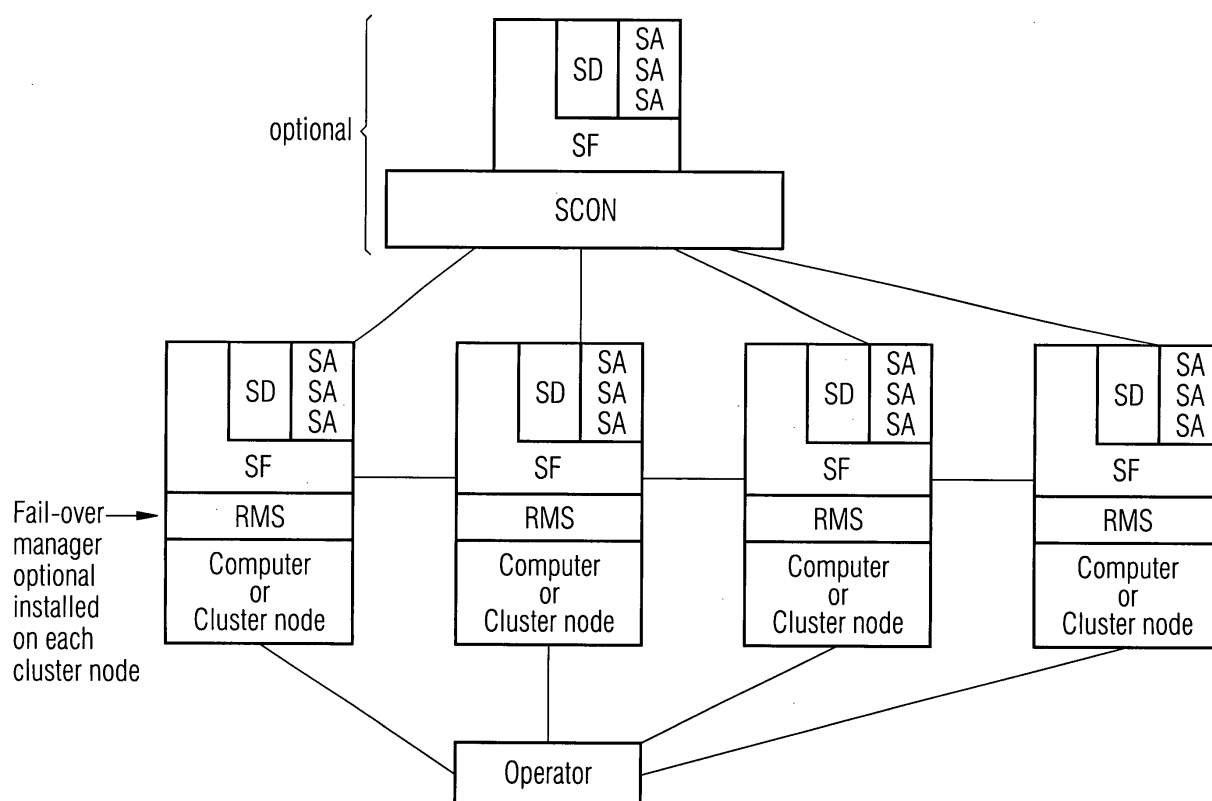 optional
SD
SA
SA
SA
SF
SCON
SD
SA
SA
SA
SF
RMS
Computer
or
Cluster node
SD
SA
SA
SA
SF
RMS
Computer
or
Cluster node
SD
SA
SA
SA
SF
RMS
Computer
or
Cluster node
SD
SA
SA
SA
SF
RMS
Computer
or
Cluster node
Fail-over
manager
optional
installed
on each
cluster node
Operator